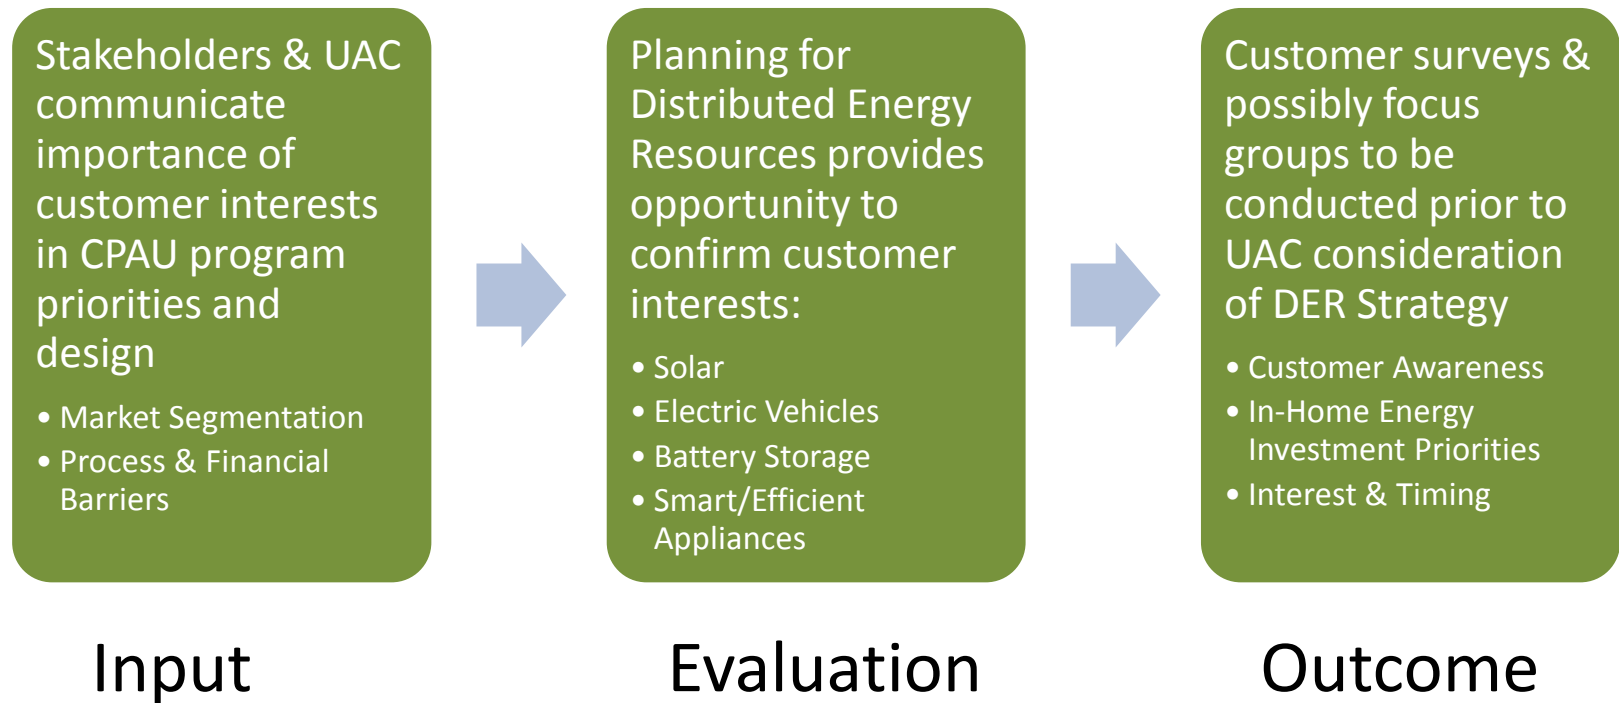 Stakeholders & UAC
communicate
importance of
customer interests
in CPAU program
priorities and
design
• Market Segmentation
• Process & Financial
Barriers
Planning for
Distributed Energy
Resources provides
opportunity to
confirm customer
interests:
• Solar
• Electric Vehicles
• Battery Storage
• Smart/Efficient
Appliances
Customer surveys &
possibly focus
groups to be
conducted prior to
UAC consideration
of DER Strategy
• Customer Awareness
• In-Home Energy
Investment Priorities
• Interest & Timing
Input
Evaluation
Outcome